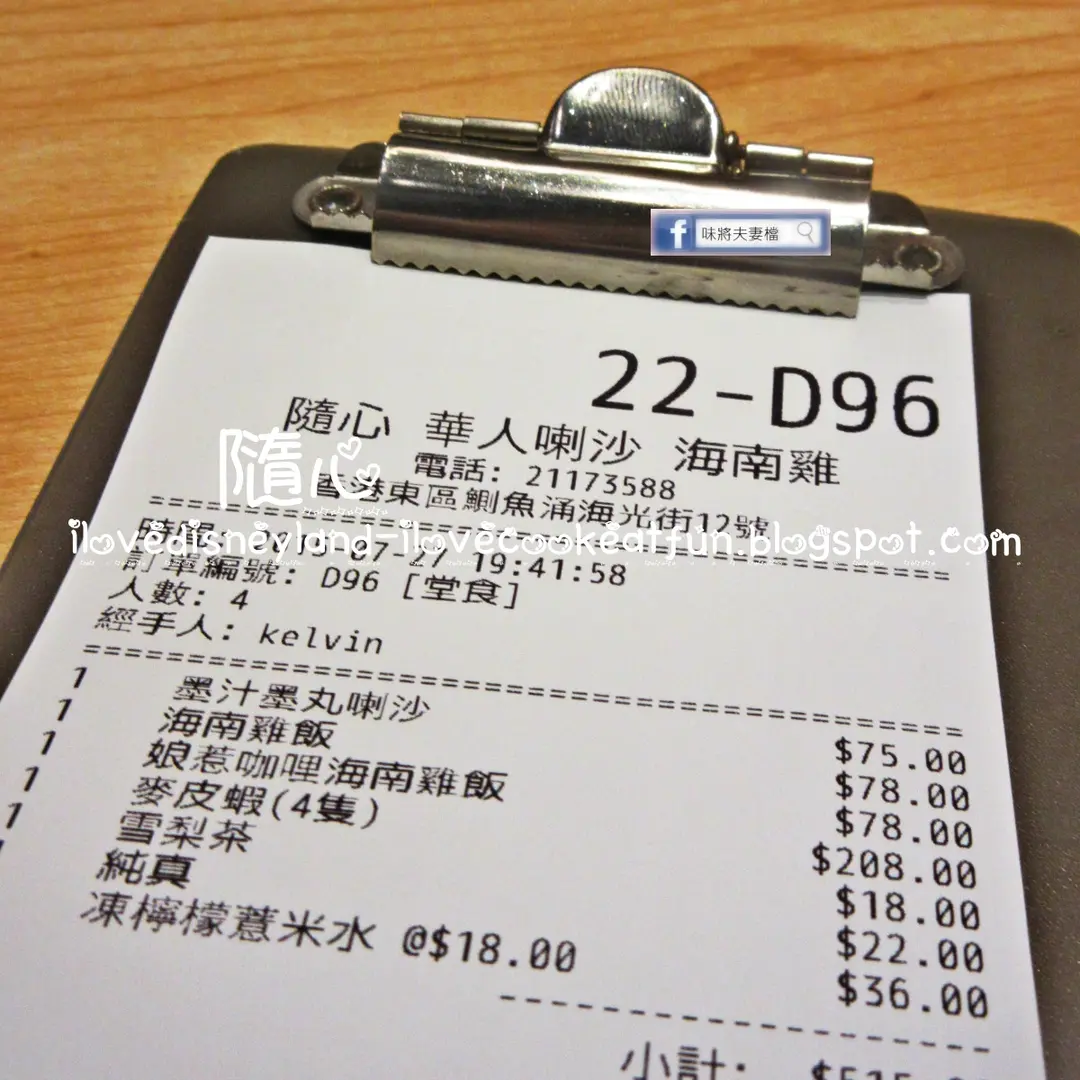 味將夫妻檔
22-D96
隨心 華人喇沙 海南雞
電話: 21173588
香港東區鰂魚涌海光街12號
隨心
ilovedisneyland-ilovecookeatfun.blogspot.com
19:41:58
訂單編號: D96 [堂食]
人數: 4
經手人: kelvin
1 墨汁墨丸喇沙 $75.00
1 海南雞飯 $78.00
1 娘惹咖哩海南雞飯 $78.00
1 麥皮蝦(4隻) $208.00
1 雪梨茶 $18.00
純真 $22.00
凍檸檬薏米水 @$18.00 $36.00
小計: $515